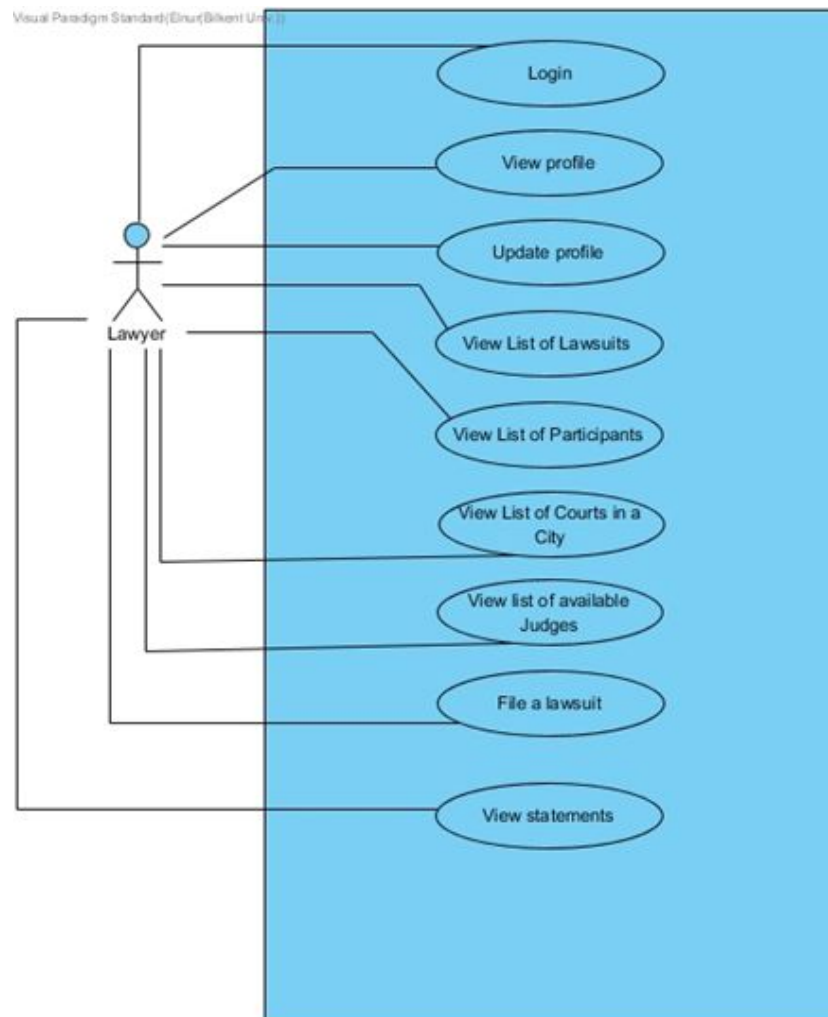 Visual Paradigm Standard(Elnur(Bilkent Univ.))
Login
View profile
Update profile
View List of Lawsuits
Lawyer
View List of Participants
View List of Courts in a
City
View list of available
Judges
File a lawsuit
View statements